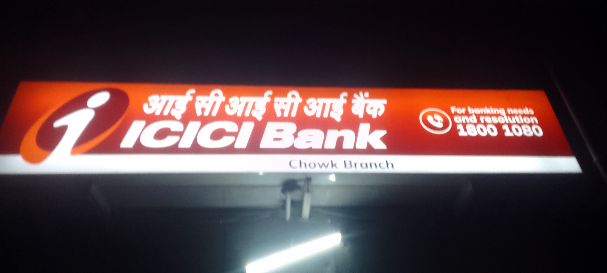 आई सी आई सी आई बैंक
ICICI Bank
For banking needs
and resolution
1800 1080
Chowk Branch